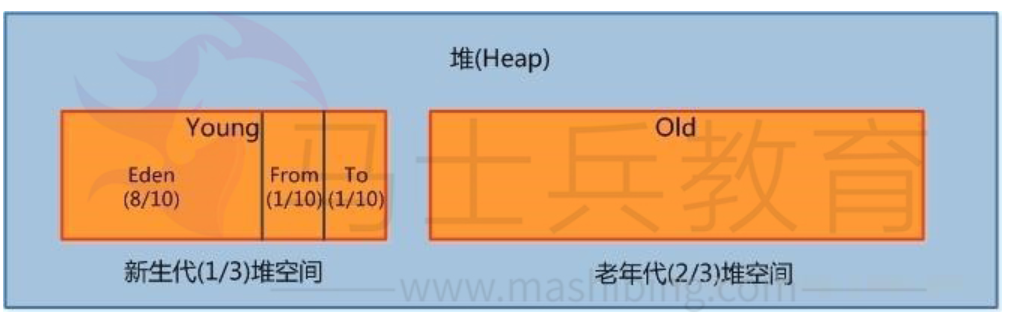 堆(Heap)
Young
Eden
(8/10)
From
(1/10)
To
(1/10)
Old
新生代(1/3)堆空间
老年代(2/3)堆空间
马士兵教育
www.mashibing.com